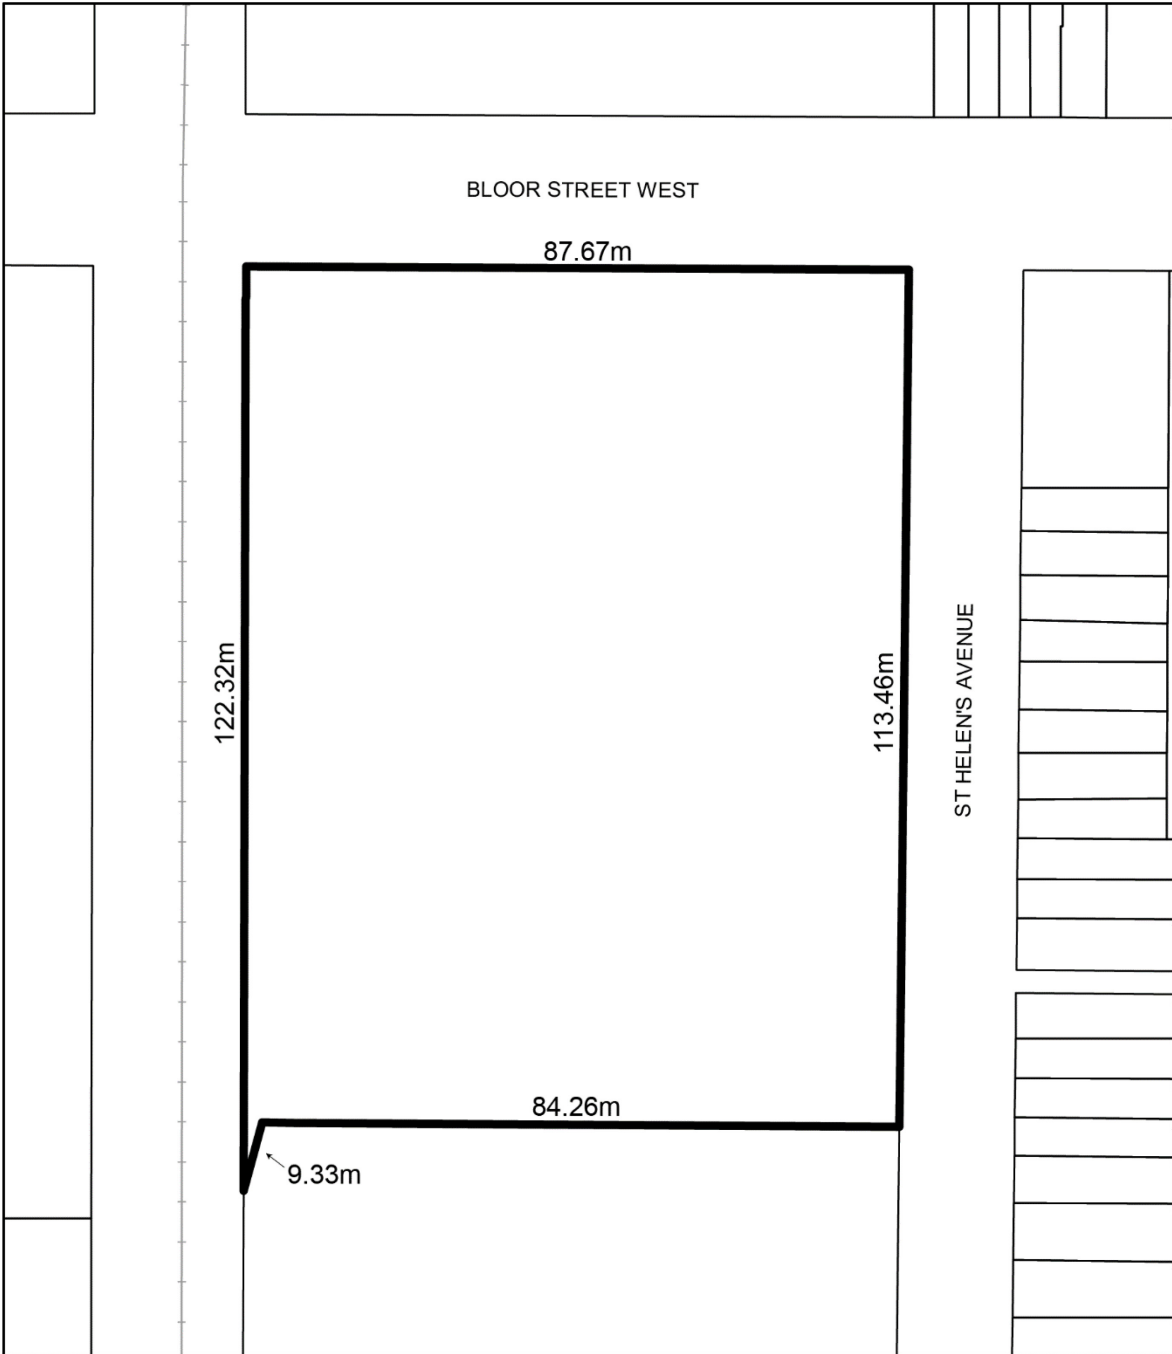 BLOOR STREET WEST
87.67m
122.32m
113.46m
ST HELEN'S AVENUE
84.26m
9.33m